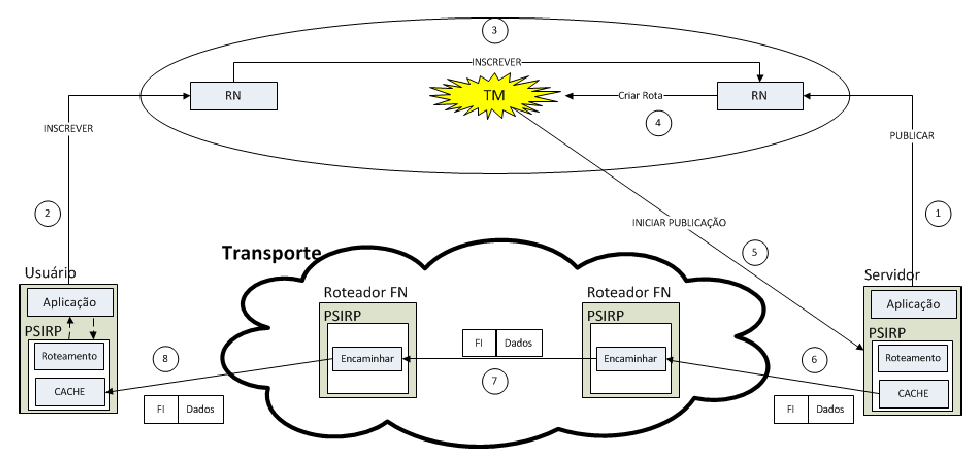 3
INSCREVER
RN
TM
Criar Rota
RN
4
INSCREVER
PUBLICAR
2
1
INICIAR PUBLICAÇÃO
5
Transporte
Usuário
Servidor
Aplicação
PSIRP
Roteamento
CACHE
Roteador FN
PSIRP
Encaminhar
Roteador FN
PSIRP
Encaminhar
Aplicação
PSIRP
Roteamento
CACHE
FI Dados
7
8
6
FI Dados
FI Dados